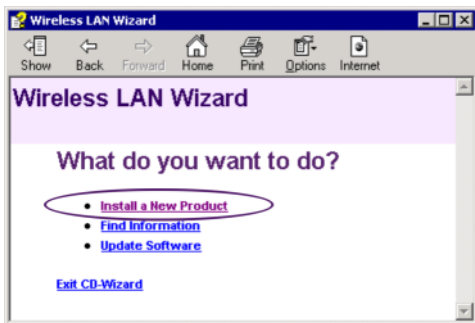 Wireless LAN Wizard
Show Back Forward Home Print Options Internet
Wireless LAN Wizard
What do you want to do?
Install a New Product
Find Information
Update Software
Exit CD-Wizard